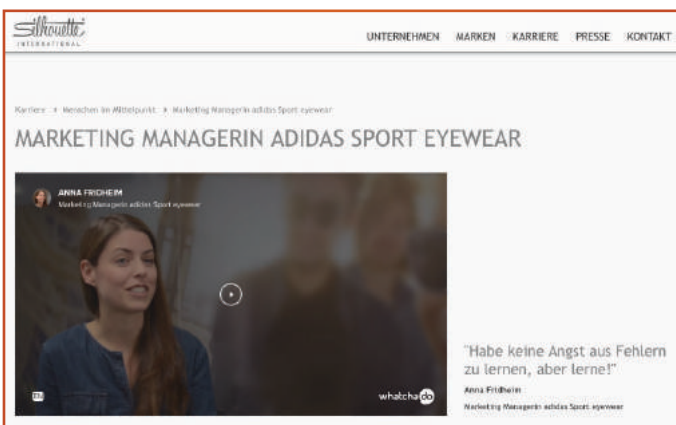 Silhouette
INTERNATIONAL
UNTERNEHMEN MARKEN KARRIERE PRESSE KONTAKT
Karriere > Menschen im Mittelpunkt > Marketing Managerin adidas Sport eyewear
MARKETING MANAGERIN ADIDAS SPORT EYEWEAR
ANNA FRIDHEIM
Marketing Managerin adidas Sport eyewear
"Habe keine Angst aus Fehlern
zu lernen, aber lerne!"
Anna Fridheim
Marketing Managerin adidas Sport eyewear
EN
whatchado